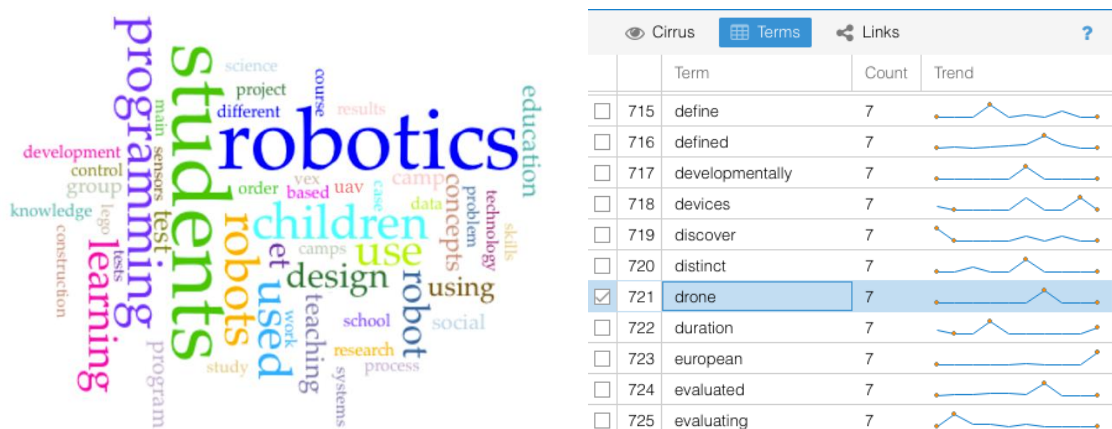 programming
students
science
project
course
different
results
robotics
education
main
development
control
group
sensors
knowledge
lego
test
tests
construction
learning
vex
order
based
uav
case
camp
children
data
concepts
problem
technology
skills
robots
et
camps
use
design
robot
using
used
work
teaching
school
social
research
process
study
systems
program
Cirrus Terms Links ?
Term Count Trend
715 define 7
716 defined 7
717 developmentally 7
718 devices 7
719 discover 7
720 distinct 7
721 drone 7
722 duration 7
723 european 7
724 evaluated 7
725 evaluating 7